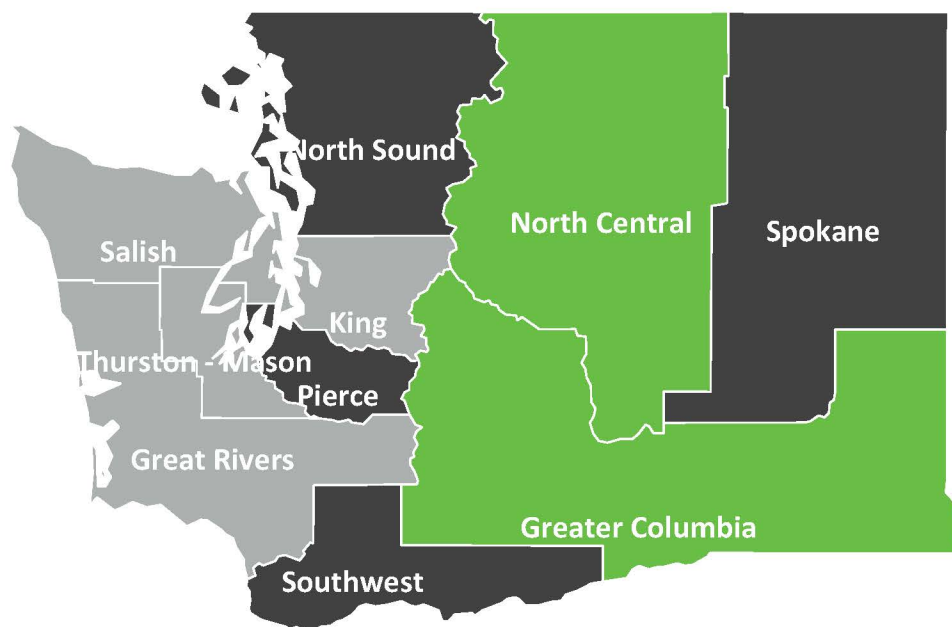 North Sound
North Central
Spokane
Salish
King
Thurston - Mason
Pierce
Great Rivers
Greater Columbia
Southwest